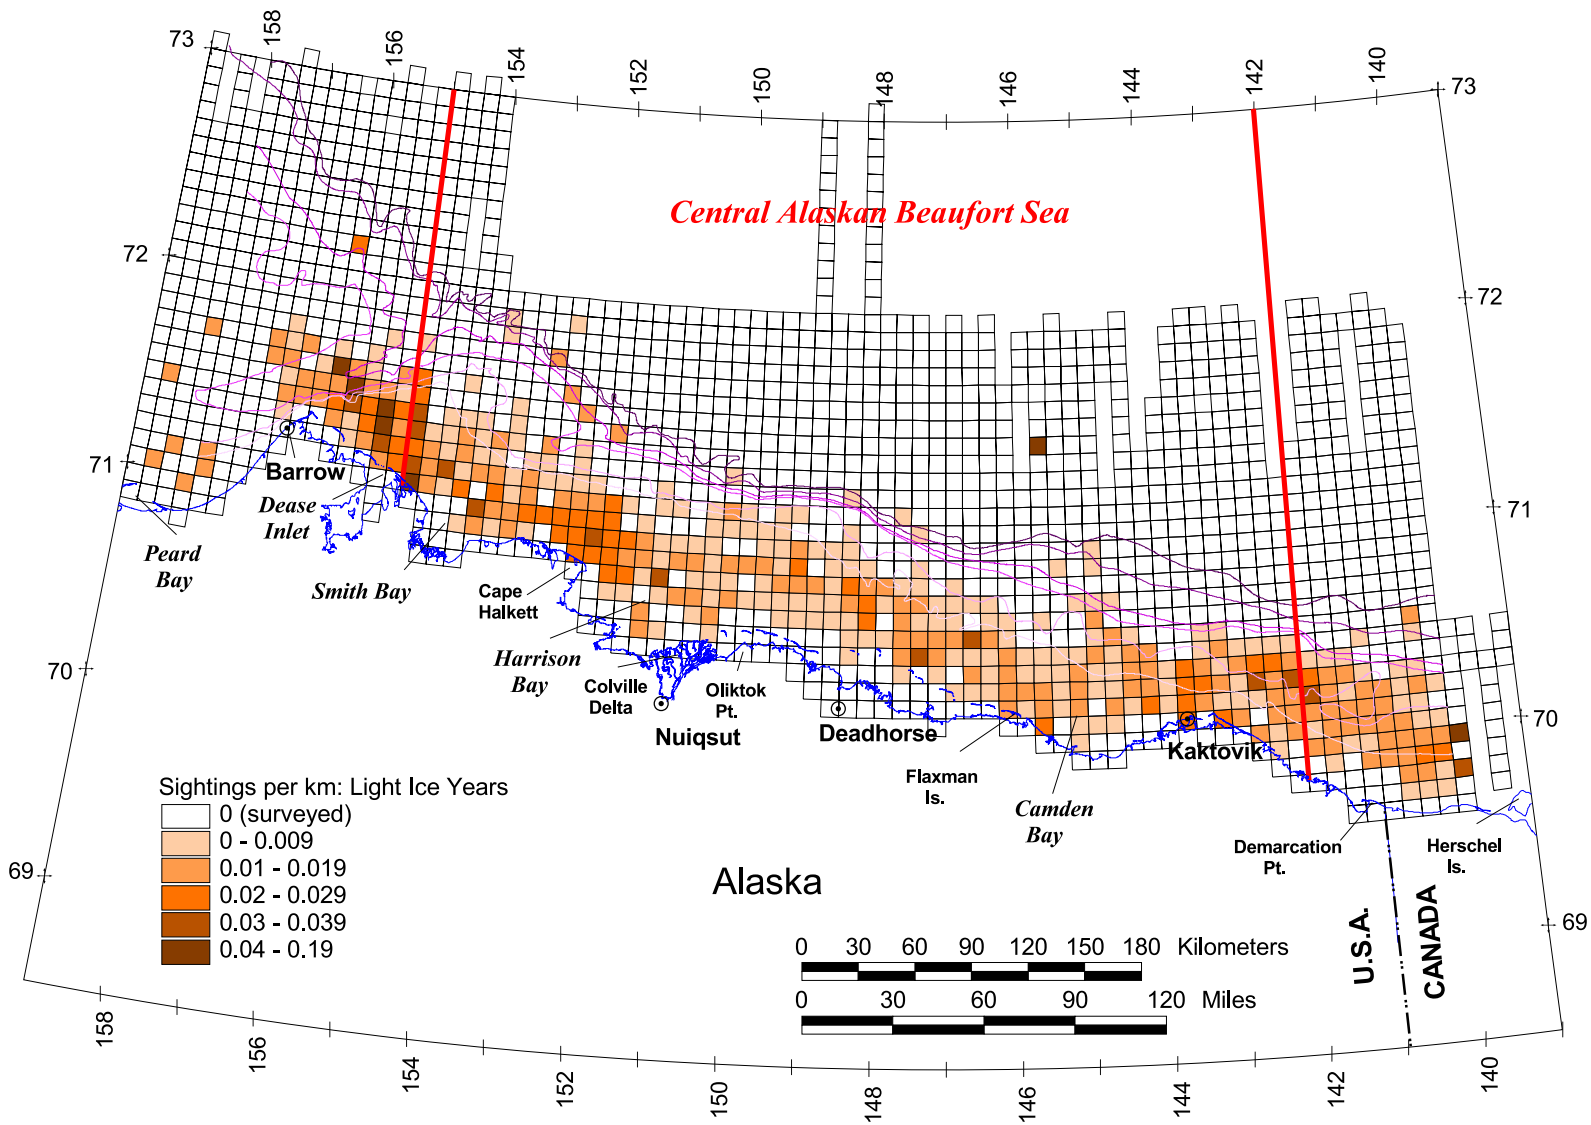 158
156
154
152
150
148
146
144
142
140
73
73
Central Alaskan Beaufort Sea
72
72
71
71
Barrow
Dease
Inlet
Peard
Bay
Smith Bay
Cape
Halkett
Harrison
Bay
Colville
Delta
Oliktok
Pt.
Nuiqsut
Deadhorse
Flaxman
Is.
Camden
Bay
Kaktovik
Demarcation
Pt.
Herschel
Is.
70
70
Sightings per km: Light Ice Years
0 (surveyed)
0 - 0.009
0.01 - 0.019
0.02 - 0.029
0.03 - 0.039
0.04 - 0.19
Alaska
69
69
U.S.A.
CANADA
0 30 60 90 120 150 180 Kilometers
0 30 60 90 120 Miles
158
156
154
152
150
148
146
144
142
140